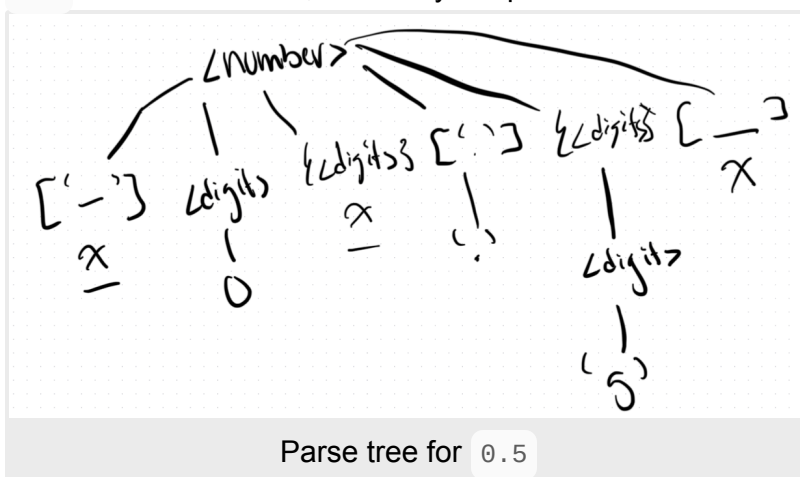 <number>
['-'] <digit> {<digit>} ['.'] {<digit>} [ _ ]
x 0 x '.' <digit> x
'5'
Parse tree for 0.5